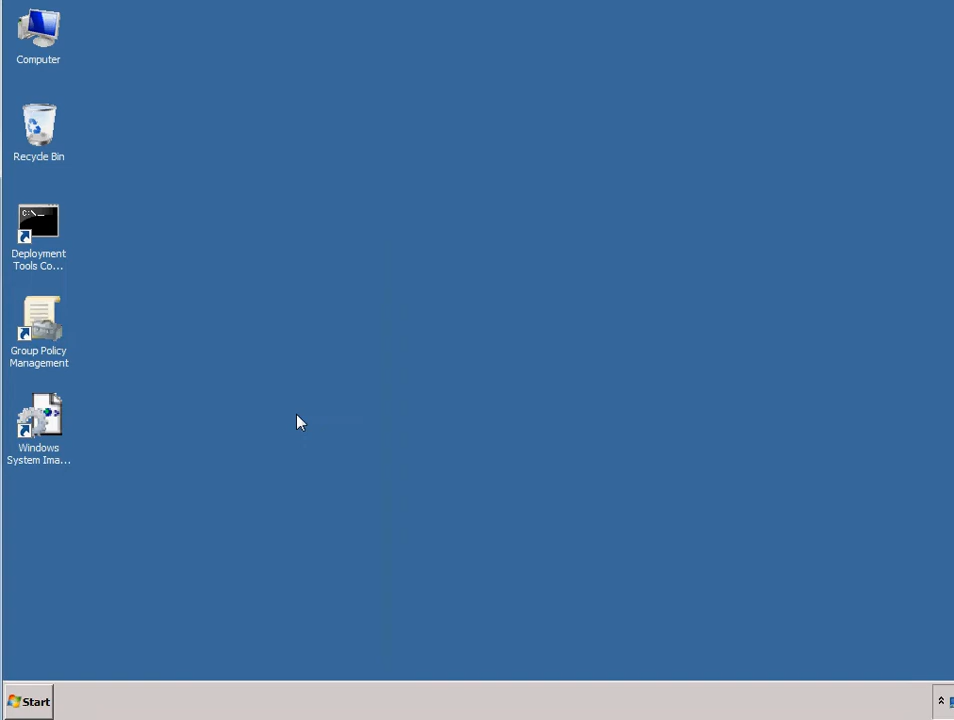 Computer
Recycle Bin
C:\_
Deployment
Tools Co...
Group Policy
Management
Windows
System Ima...
Start